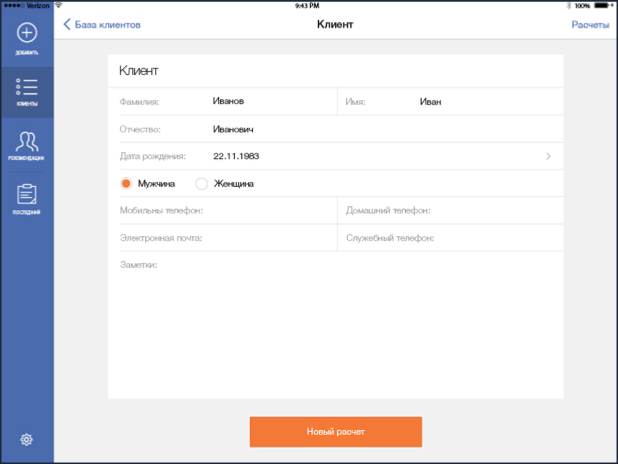 Verizon 9:43 PM 100%
База клиентов Клиент Расчеты
ДОБАВИТЬ
КЛИЕНТЫ
РЕКОМЕНДАЦИИ
ПОСЛЕДНИЙ
Клиент
Фамилия: Иванов Имя: Иван
Отчество: Иванович
Дата рождения: 22.11.1983
Мужчина Женщина
Мобильны телефон: Домашний телефон:
Электронная почта: Служебный телефон:
Заметки:
Новый расчет